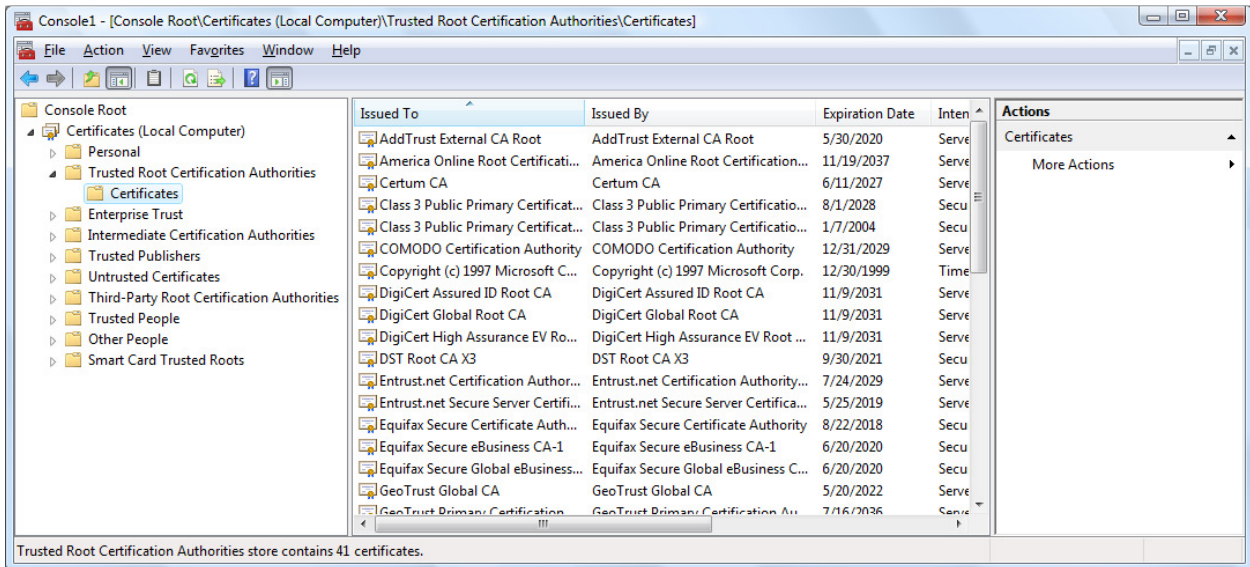 Console1 - [Console Root\Certificates (Local Computer)\Trusted Root Certification Authorities\Certificates]
File Action View Favorites Window Help
Console Root
Certificates (Local Computer)
Personal
Trusted Root Certification Authorities
Certificates
Enterprise Trust
Intermediate Certification Authorities
Trusted Publishers
Untrusted Certificates
Third-Party Root Certification Authorities
Trusted People
Other People
Smart Card Trusted Roots
Issued To Issued By Expiration Date Inten
AddTrust External CA Root AddTrust External CA Root 5/30/2020 Serve
America Online Root Certificati... America Online Root Certification... 11/19/2037 Serve
Certum CA Certum CA 6/11/2027 Serve
Class 3 Public Primary Certificat... Class 3 Public Primary Certificatio... 8/1/2028 Secu
Class 3 Public Primary Certificat... Class 3 Public Primary Certificatio... 1/7/2004 Secu
COMODO Certification Authority COMODO Certification Authority 12/31/2029 Serve
Copyright (c) 1997 Microsoft C... Copyright (c) 1997 Microsoft Corp. 12/30/1999 Time
DigiCert Assured ID Root CA DigiCert Assured ID Root CA 11/9/2031 Serve
DigiCert Global Root CA DigiCert Global Root CA 11/9/2031 Serve
DigiCert High Assurance EV Ro... DigiCert High Assurance EV Root ... 11/9/2031 Serve
DST Root CA X3 DST Root CA X3 9/30/2021 Secu
Entrust.net Certification Author... Entrust.net Certification Authority... 7/24/2029 Serve
Entrust.net Secure Server Certifi... Entrust.net Secure Server Certifica... 5/25/2019 Serve
Equifax Secure Certificate Auth... Equifax Secure Certificate Authority 8/22/2018 Secu
Equifax Secure eBusiness CA-1 Equifax Secure eBusiness CA-1 6/20/2020 Secu
Equifax Secure Global eBusiness... Equifax Secure Global eBusiness C... 6/20/2020 Secu
GeoTrust Global CA GeoTrust Global CA 5/20/2022 Serve
GeoTrust Primary Certification GeoTrust Primary Certification Au 7/16/2036 Serve
Actions
Certificates
More Actions
Trusted Root Certification Authorities store contains 41 certificates.